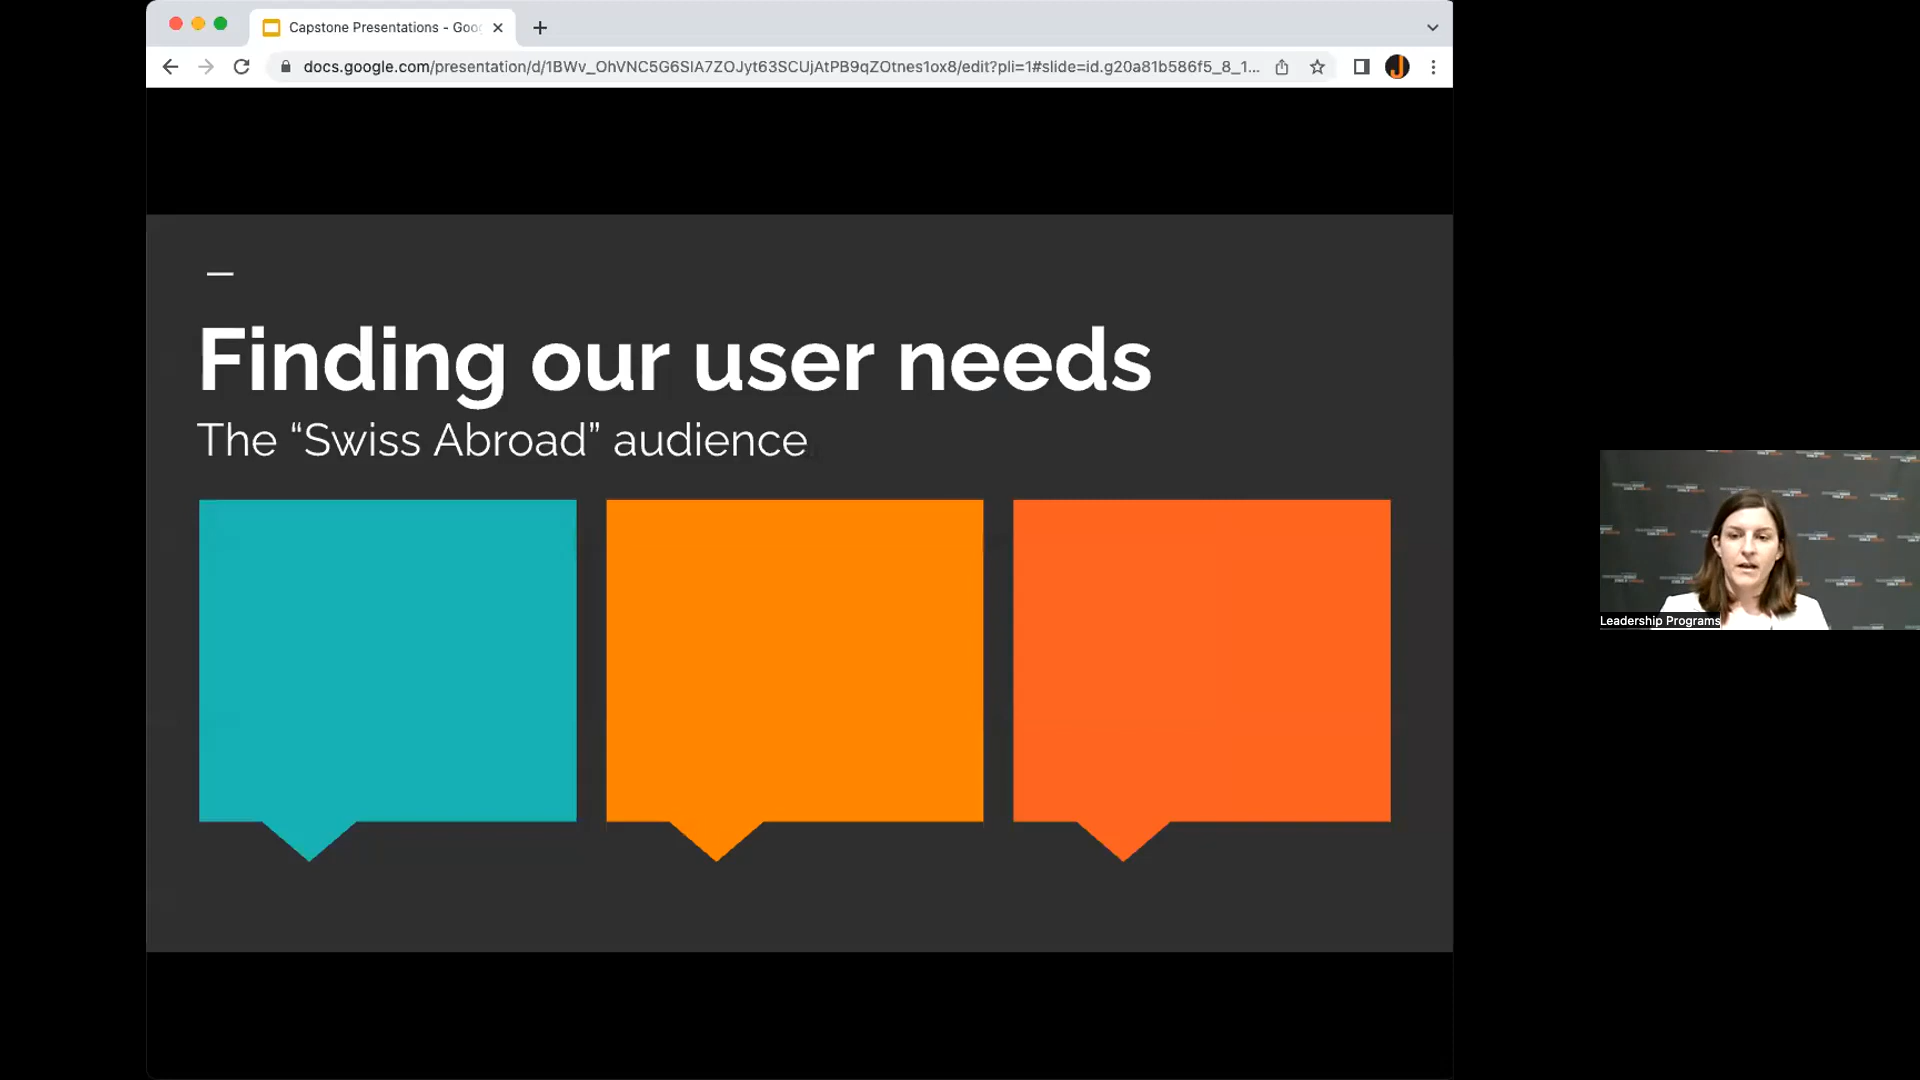 Capstone Presentations - Goo
docs.google.com/presentation/d/1BWv_OhVNC5G6SIA7ZOJyt63SCUjAtPB9qZOtnes1ox8/edit?pli=1#slide=id.g20a81b586f5_8_1...
Finding our user needs
The “Swiss Abroad” audience
Leadership Programs